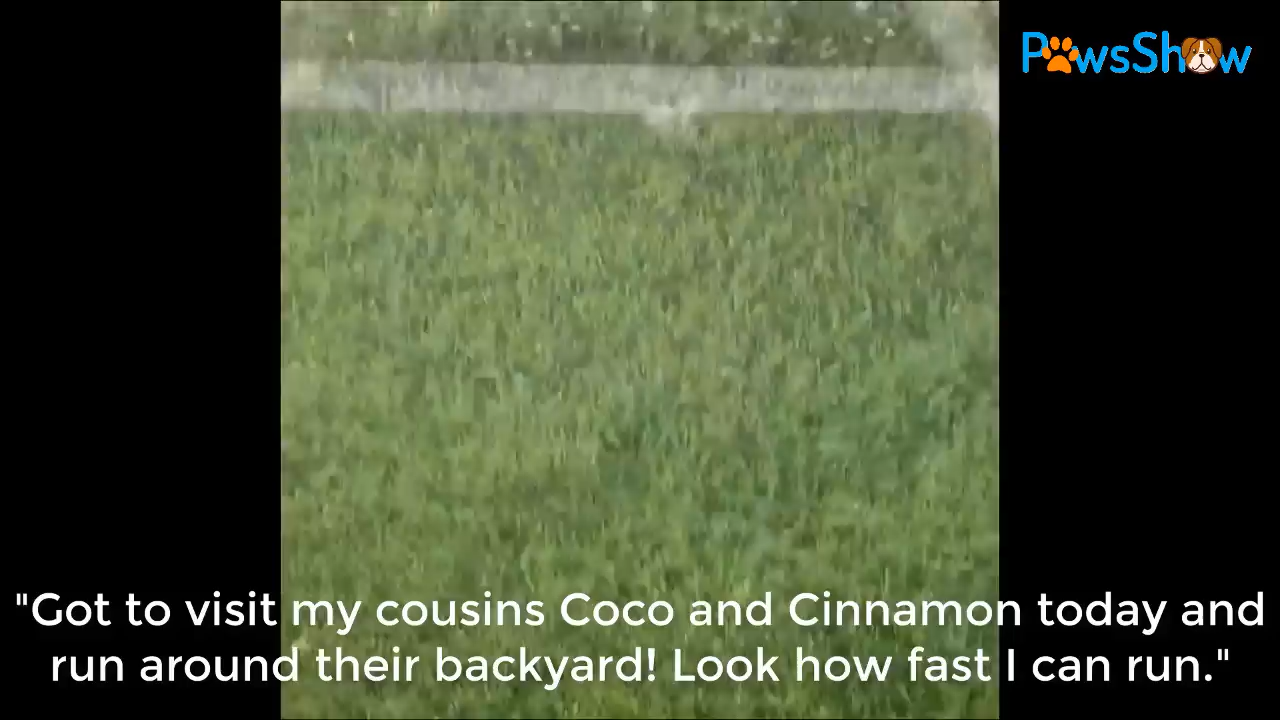 PawsShow
"Got to visit my cousins Coco and Cinnamon today and
run around their backyard! Look how fast I can run."